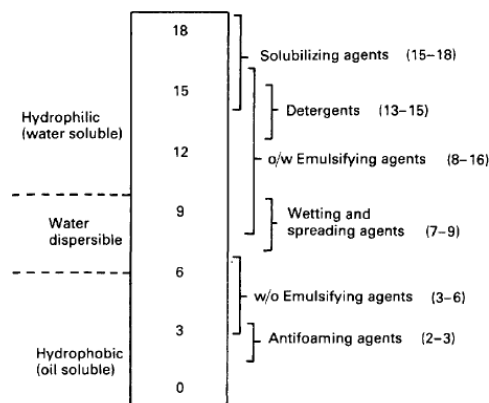 18
Solubilizing agents (15–18)
15
Detergents (13–15)
Hydrophilic
(water soluble)
12
o/w Emulsifying agents (8–16)
9
Wetting and
spreading agents (7–9)
Water
dispersible
6
w/o Emulsifying agents (3–6)
3
Antifoaming agents (2–3)
Hydrophobic
(oil soluble)
0